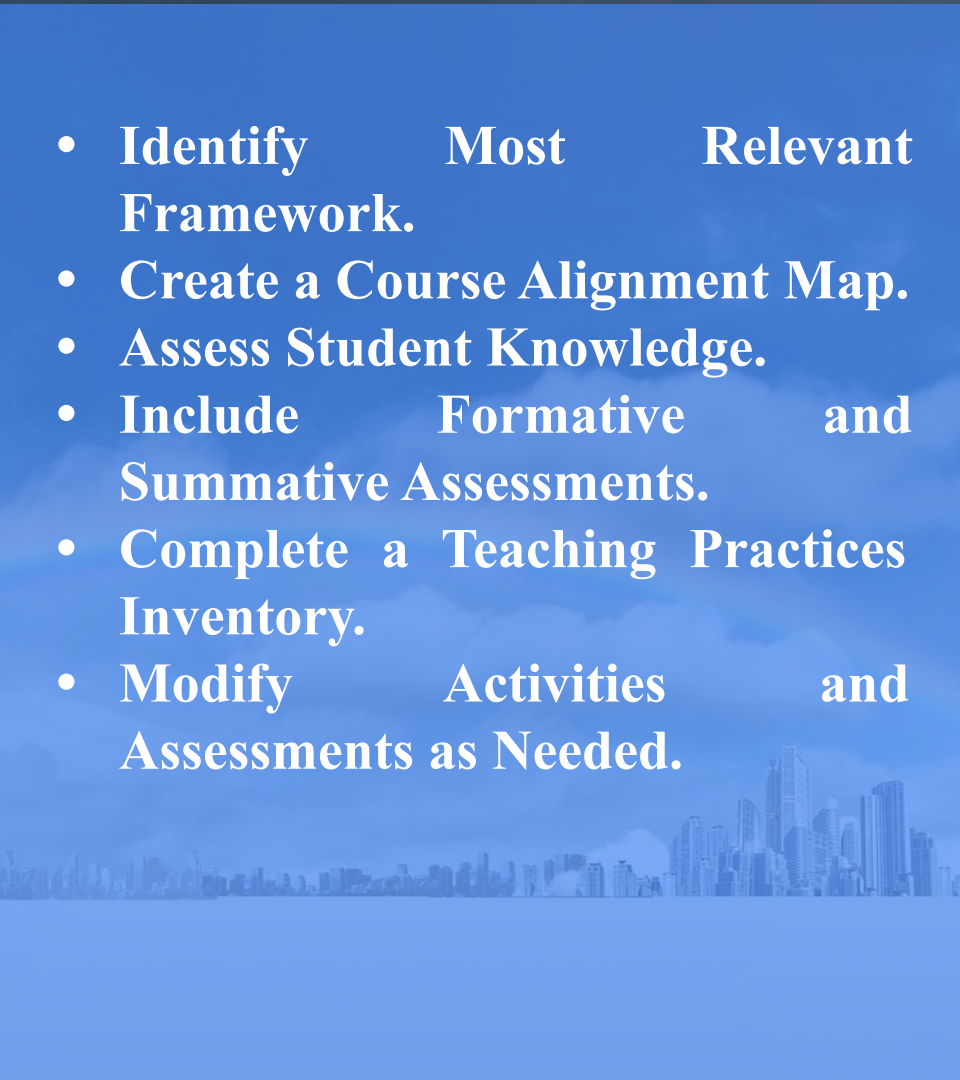 • Identify Most Relevant
Framework.
• Create a Course Alignment Map.
• Assess Student Knowledge.
• Include Formative and
Summative Assessments.
• Complete a Teaching Practices
Inventory.
• Modify Activities and
Assessments as Needed.